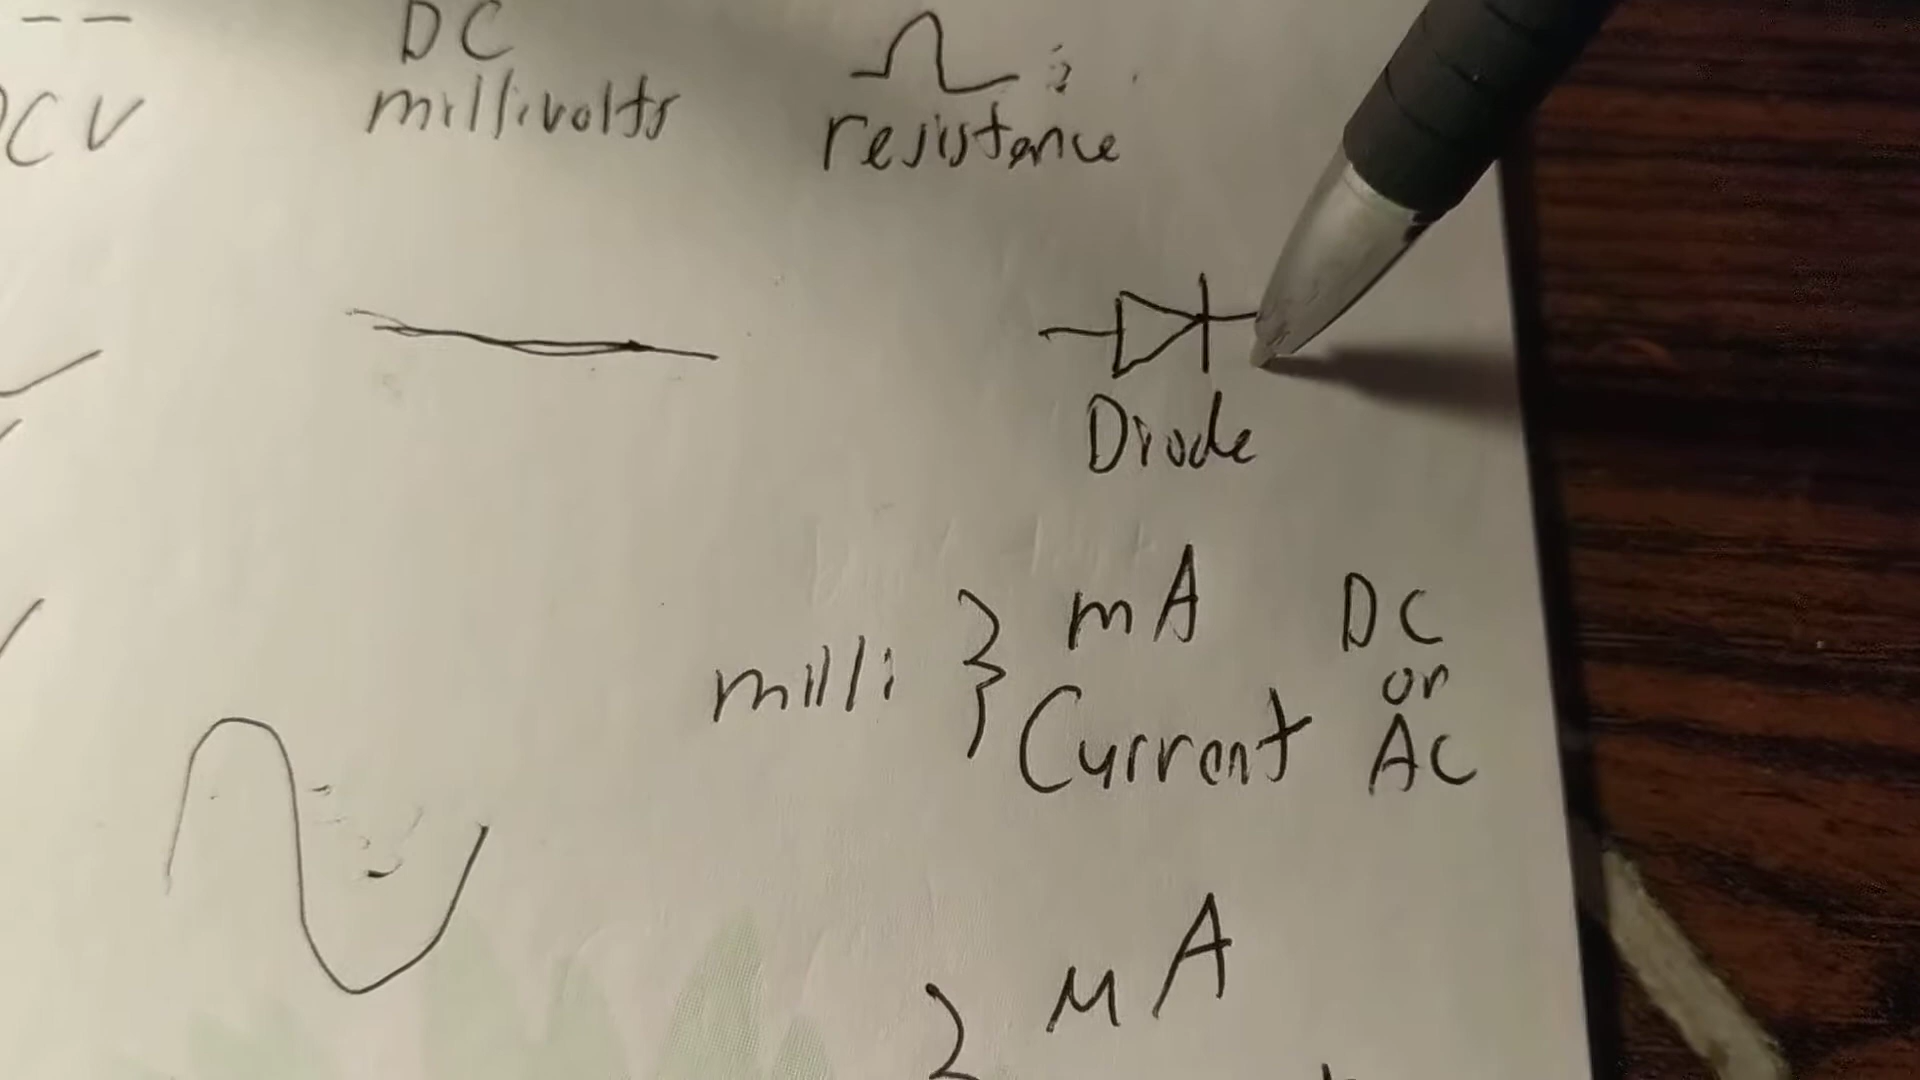 DC
millivolts
CV
resistance
Diode
mA
DC
or
AC
milli
Current
μA